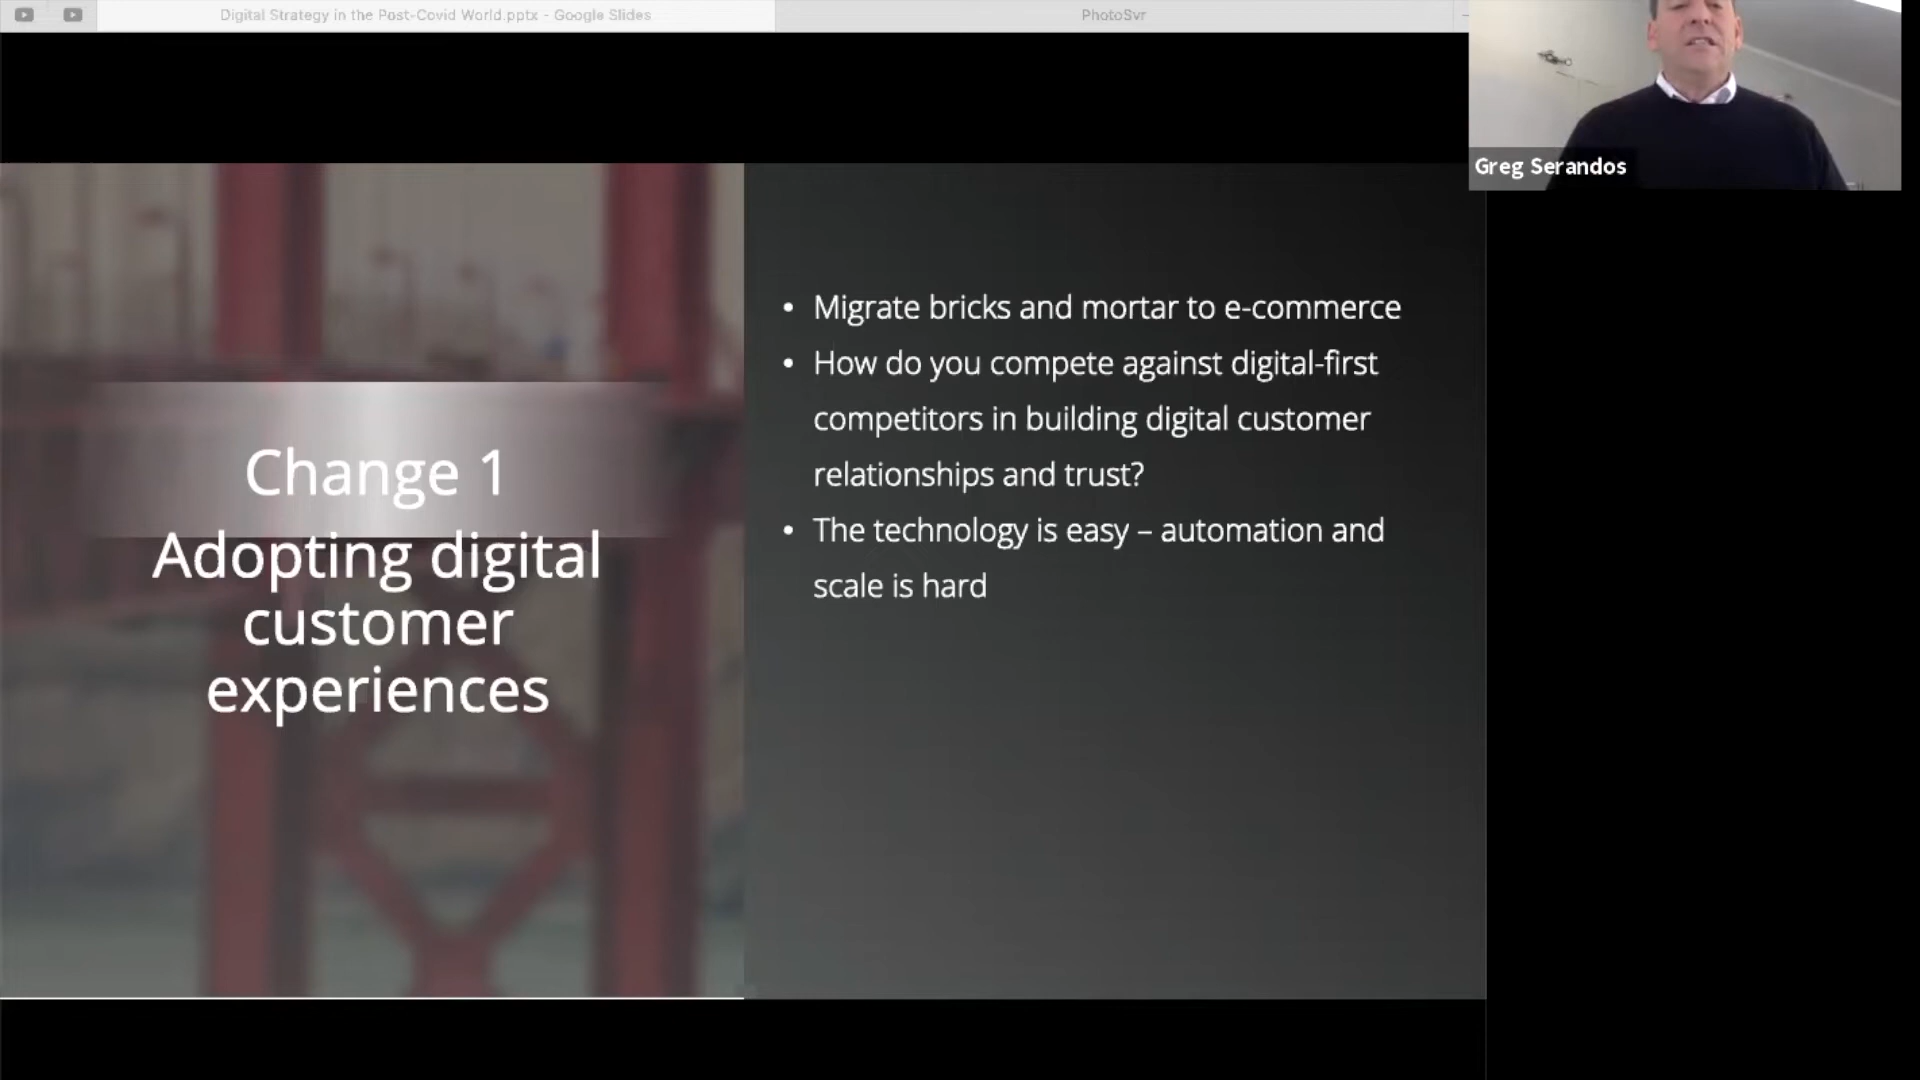 Digital Strategy in the Post-Covid World.pptx - Google Slides
PhotoSvr
Greg Serandos
Change 1
Adopting digital
customer
experiences
• Migrate bricks and mortar to e-commerce
• How do you compete against digital-first
competitors in building digital customer
relationships and trust?
• The technology is easy – automation and
scale is hard